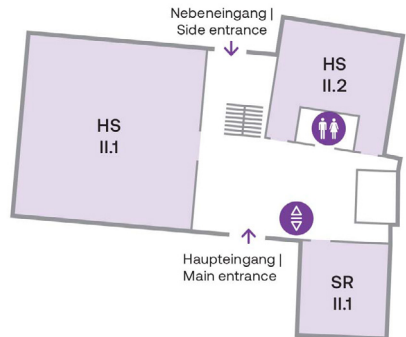 Nebeneingang |
Side entrance
HS
II.2
HS
II.1
Haupteingang |
Main entrance
SR
II.1